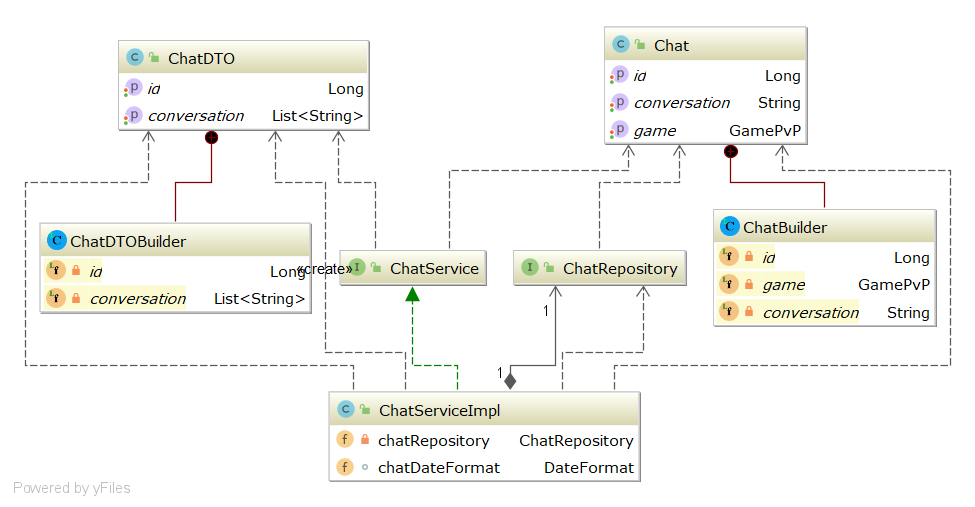 ChatDTO
id Long
conversation List<String>
Chat
id Long
conversation String
game GamePvP
ChatDTOBuilder
id Long
conversation List<String>
«create»
ChatService
ChatRepository
ChatBuilder
id Long
game GamePvP
conversation String
1
1
ChatServiceImpl
chatRepository ChatRepository
chatDateFormat DateFormat
Powered by yFiles